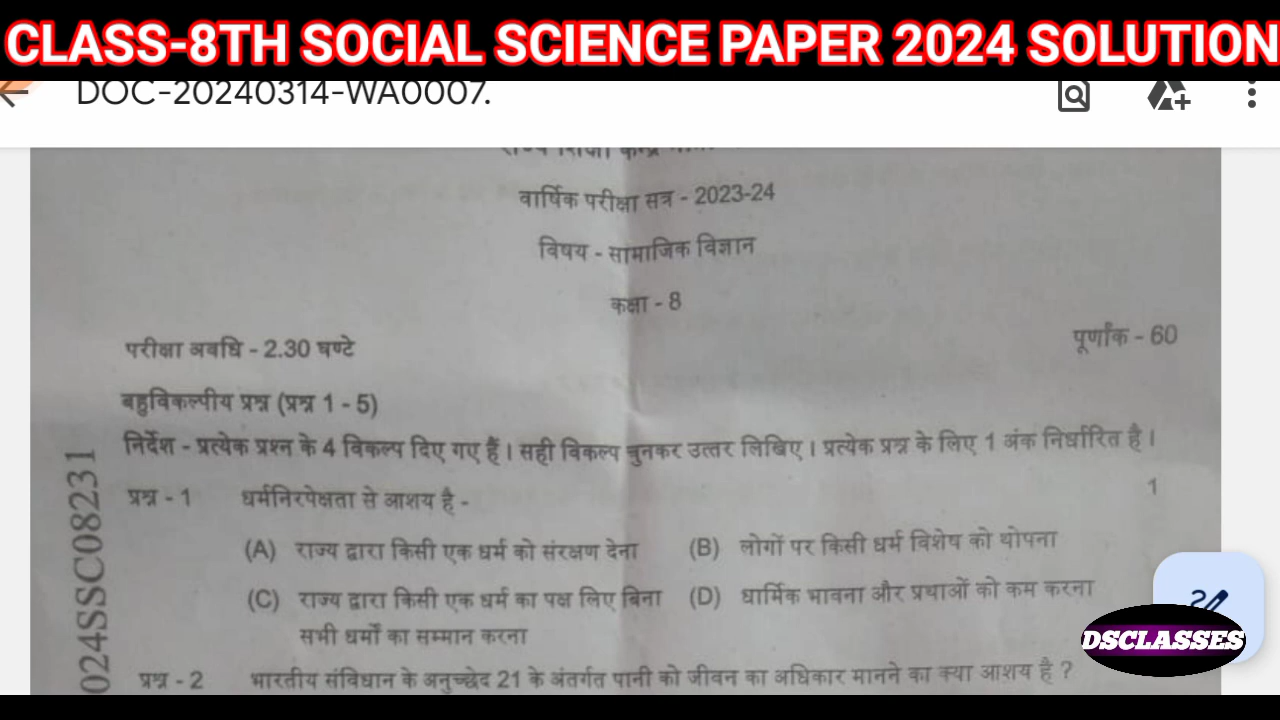 CLASS-8TH SOCIAL SCIENCE PAPER 2024 SOLUTION
DOC-20240314-WA0007.
वार्षिक परीक्षा सत्र - 2023-24
विषय - सामाजिक विज्ञान
कक्षा - 8
परीक्षा अवधि - 2.30 घण्टे
पूर्णांक - 60
बहुविकल्पीय प्रश्न (प्रश्न 1 - 5)
निर्देश - प्रत्येक प्रश्न के 4 विकल्प दिए गए हैं । सही विकल्प चुनकर उत्तर लिखिए । प्रत्येक प्रश्न के लिए 1 अंक निर्धारित है ।
प्रश्न - 1 धर्मनिरपेक्षता से आशय है - 1
(A) राज्य द्वारा किसी एक धर्म को संरक्षण देना (B) लोगों पर किसी धर्म विशेष को थोपना
(C) राज्य द्वारा किसी एक धर्म का पक्ष लिए बिना (D) धार्मिक भावना और प्रथाओं को कम करना
सभी धर्मों का सम्मान करना
प्रश्न - 2 भारतीय संविधान के अनुच्छेद 21 के अंतर्गत पानी को जीवन का अधिकार मानने का क्या आशय है ?
024SSC08231
DSCLASSES